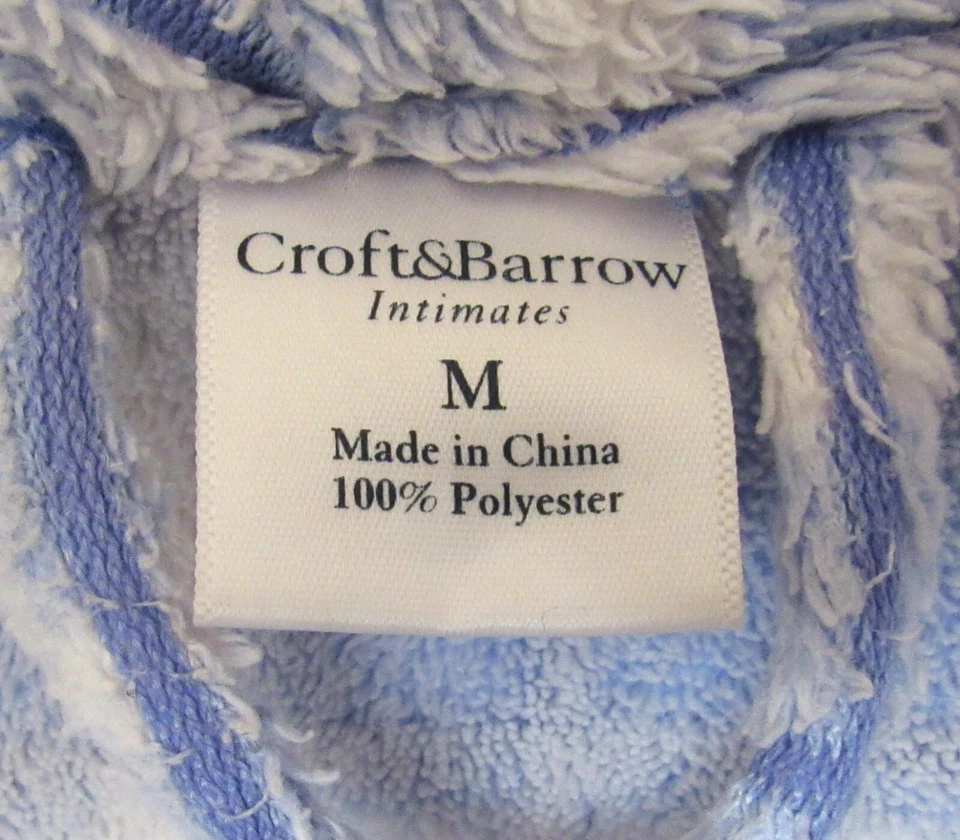 Croft&Barrow
Intimates
M
Made in China
100% Polyester